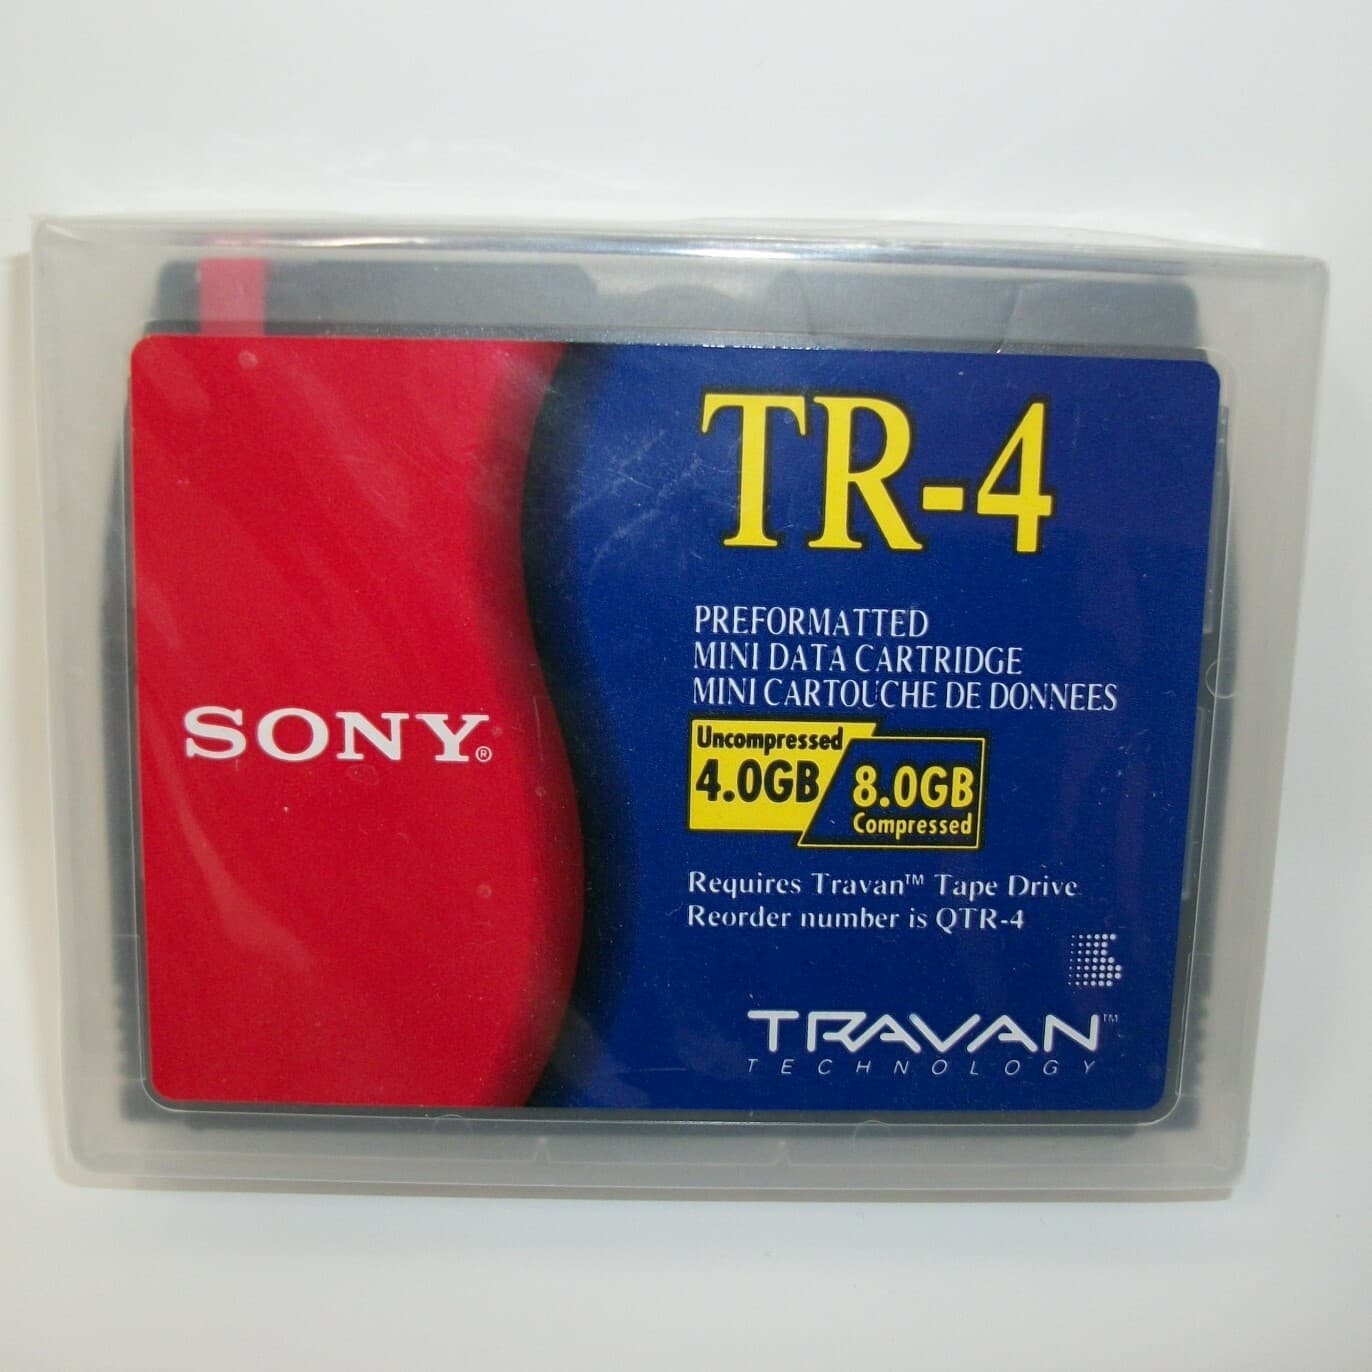 TR-4
PREFORMATTED
MINI DATA CARTRIDGE
MINI CARTOUCHE DE DONNEES
SONY®
Uncompressed
4.0GB
8.0GB
Compressed
Requires Travan™ Tape Drive
Reorder number is QTR-4
TRAVAN™
TECHNOLOGY